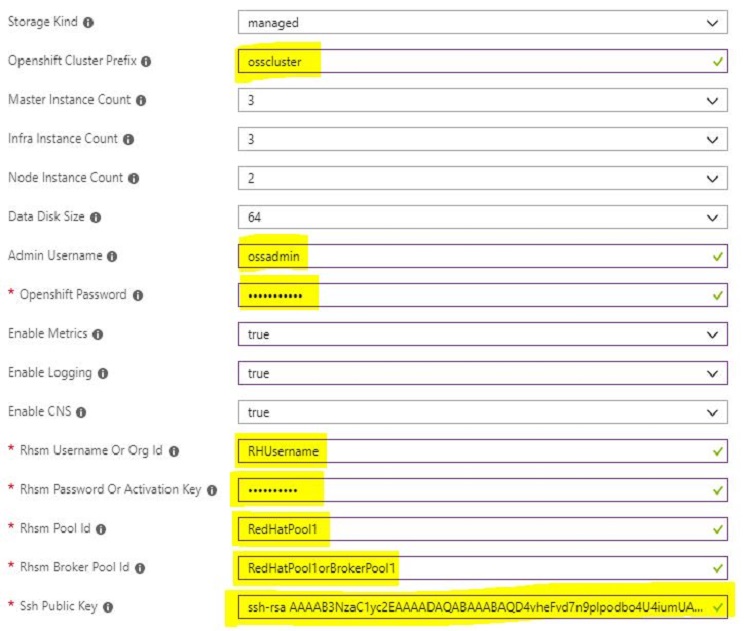 Storage Kind managed
Openshift Cluster Prefix osscluster
Master Instance Count 3
Infra Instance Count 3
Node Instance Count 2
Data Disk Size 64
Admin Username ossadmin
* Openshift Password •••••••••••
Enable Metrics true
Enable Logging true
Enable CNS true
* Rhsm Username Or Org Id RHUsername
* Rhsm Password Or Activation Key ••••••••••
* Rhsm Pool Id RedHatPool1
* Rhsm Broker Pool Id RedHatPool1orBrokerPool1
* Ssh Public Key ssh-rsa AAAAB3NzaC1yc2EAAAADAQABAAABAQD4vheFvd7n9pIpodbo4U4iumUA...